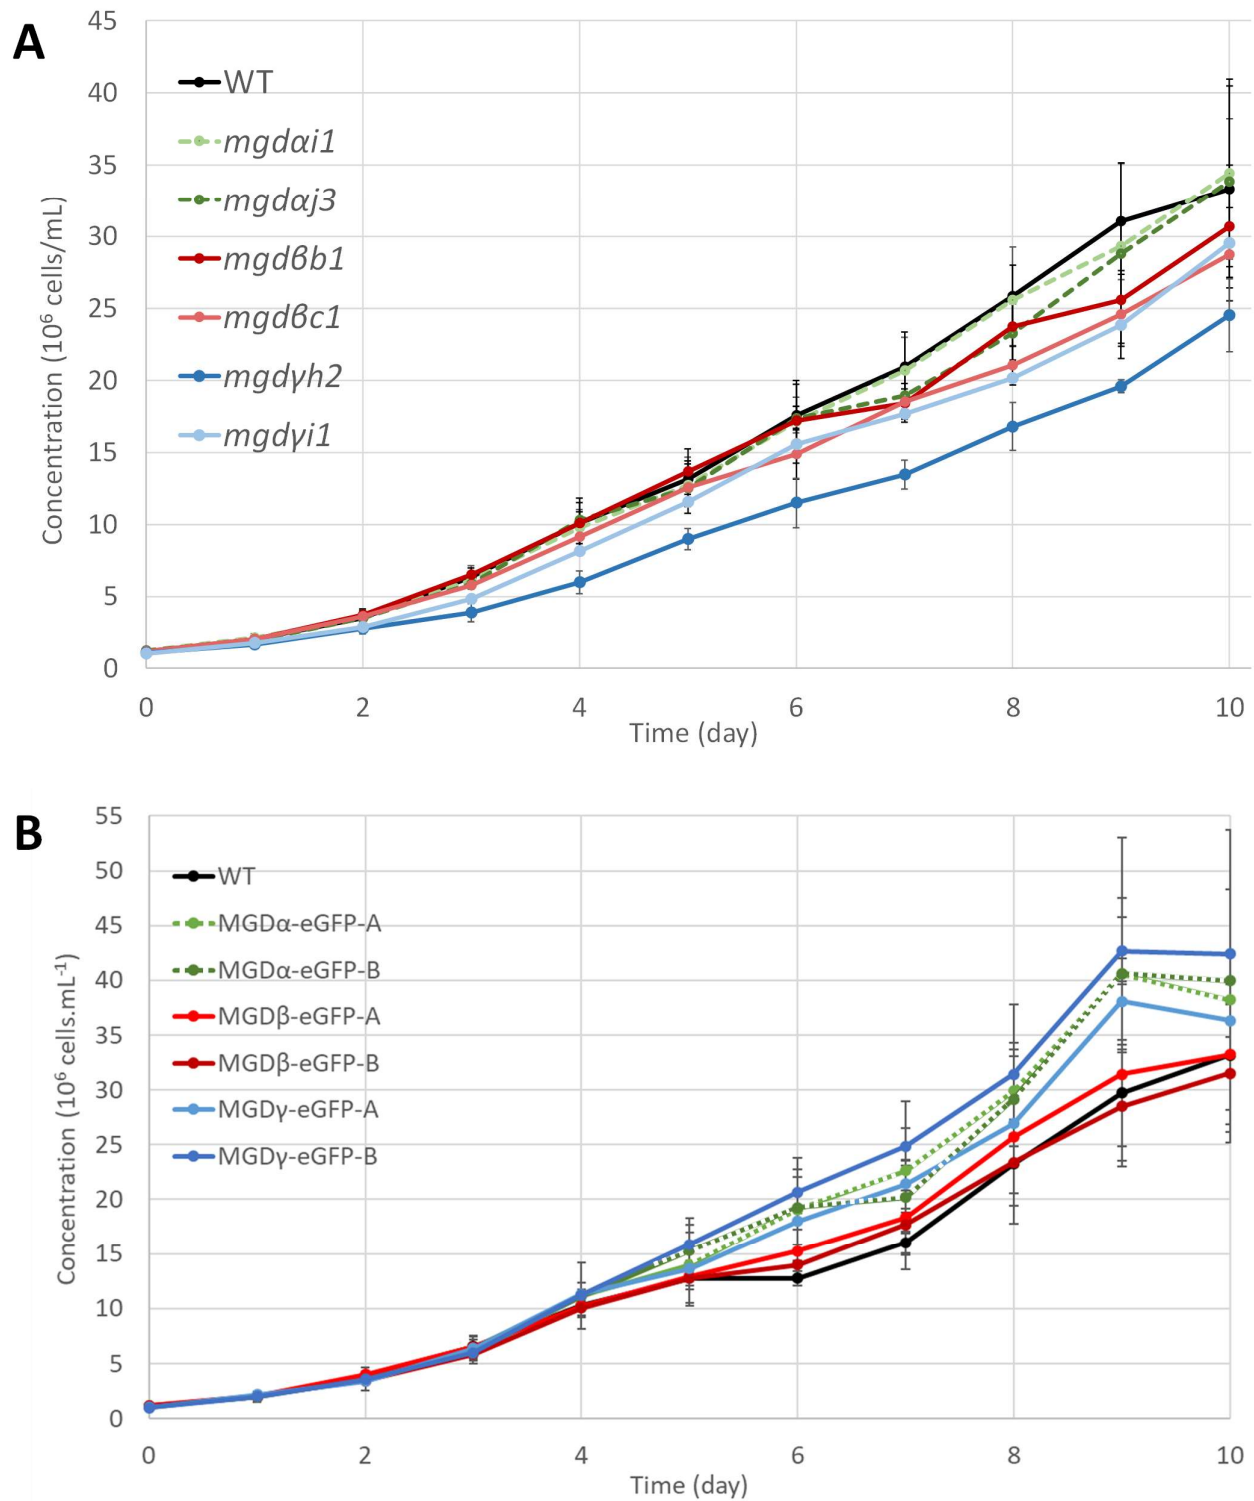 A
45
40
35
30
25
20
15
10
5
0
Concentration (10⁶ cells/mL)
WT
mgdαi1
mgdαj3
mgdβb1
mgdβc1
mgdγh2
mgdγi1
0 2 4 6 8 10
Time (day)
B
55
50
45
40
35
30
25
20
15
10
5
0
Concentration (10⁶ cells.mL⁻¹)
WT
MGDα-eGFP-A
MGDα-eGFP-B
MGDβ-eGFP-A
MGDβ-eGFP-B
MGDγ-eGFP-A
MGDγ-eGFP-B
0 2 4 6 8 10
Time (day)